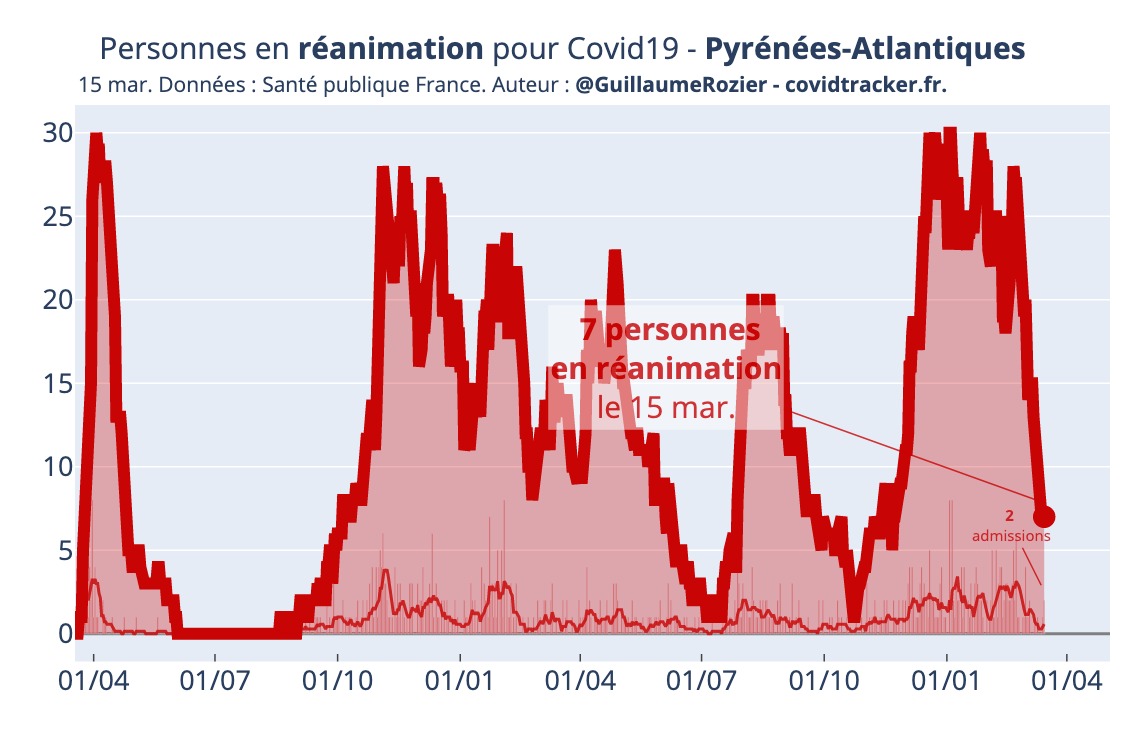 Personnes en réanimation pour Covid19 - Pyrénées-Atlantiques
15 mar. Données : Santé publique France. Auteur : @GuillaumeRozier - covidtracker.fr.
30
25
20
15
10
5
0
7 personnes
en réanimation
le 15 mar.
2
admissions
01/04 01/07 01/10 01/01 01/04 01/07 01/10 01/01 01/04